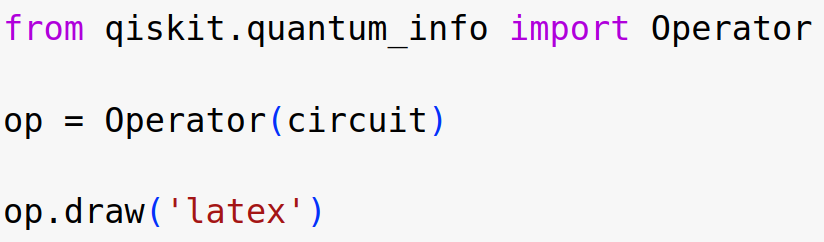 from qiskit.quantum_info import Operator
op = Operator(circuit)
op.draw('latex')